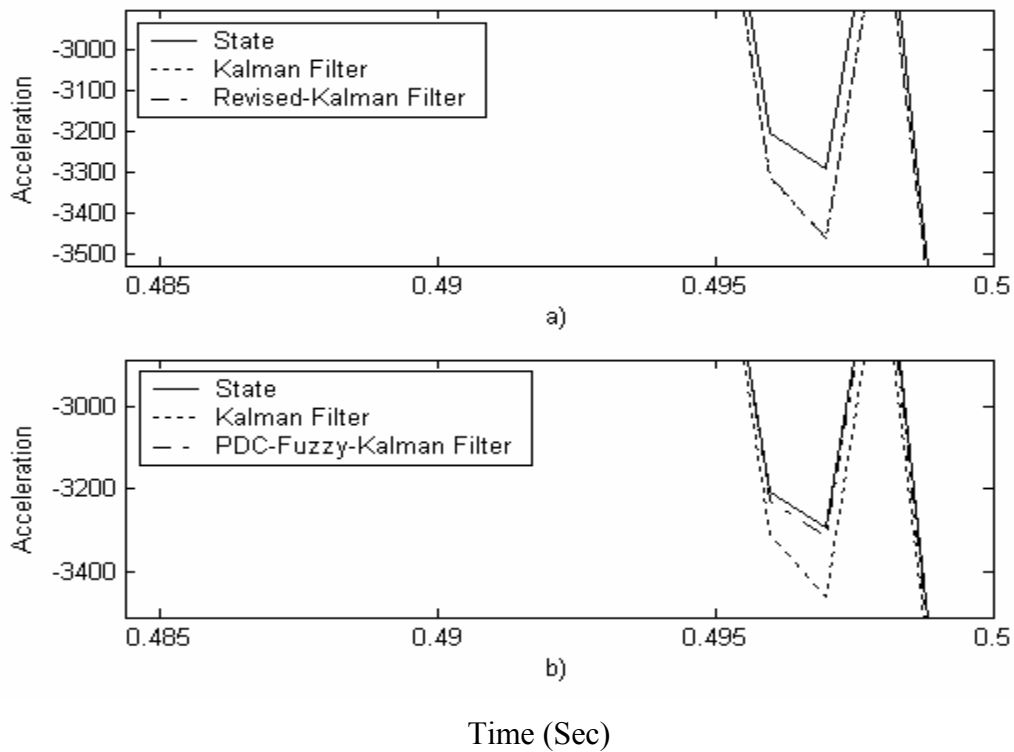 State
Kalman Filter
Revised-Kalman Filter
Acceleration
-3000
-3100
-3200
-3300
-3400
-3500
0.485 0.49 0.495 0.5
a)
State
Kalman Filter
PDC-Fuzzy-Kalman Filter
Acceleration
-3000
-3200
-3400
0.485 0.49 0.495 0.5
b)
Time (Sec)